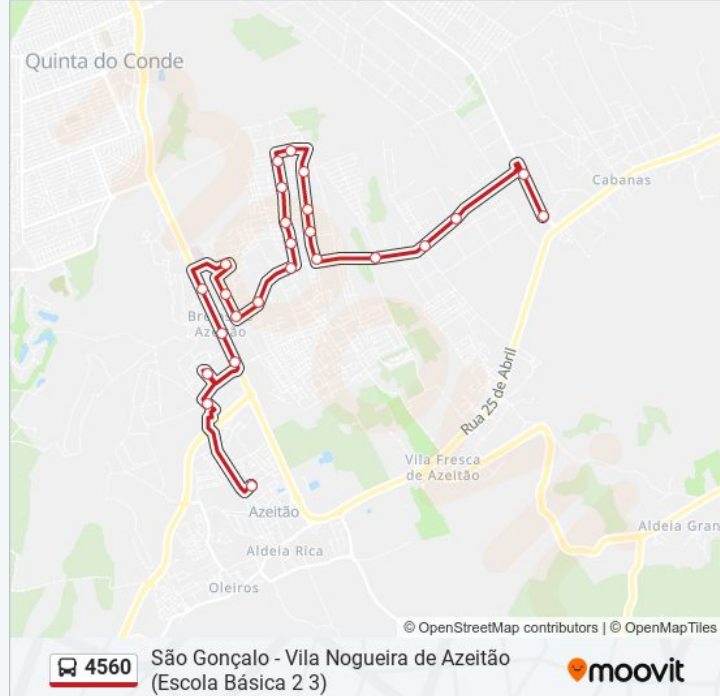 Quinta do Conde
Cabanas
Azeitão
Rua 25 de Abril
Vila Fresca
de Azeitão
Azeitão
Aldeia Gran
Aldeia Rica
Oleiros
© OpenStreetMap contributors | © OpenMapTiles
4560
São Gonçalo - Vila Nogueira de Azeitão
(Escola Básica 2 3)
moovit